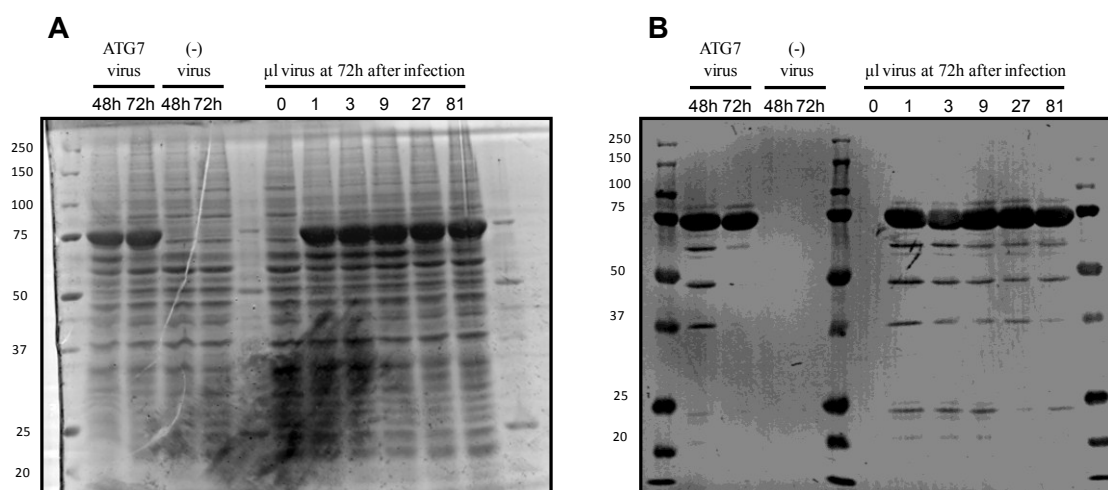 A
ATG7
virus
(-)
virus
μl virus at 72h after infection
48h 72h 48h 72h 0 1 3 9 27 81
250
150
100
75
50
37
25
20
B
ATG7
virus
(-)
virus
μl virus at 72h after infection
48h 72h 48h 72h 0 1 3 9 27 81
250
150
100
75
50
37
25
20